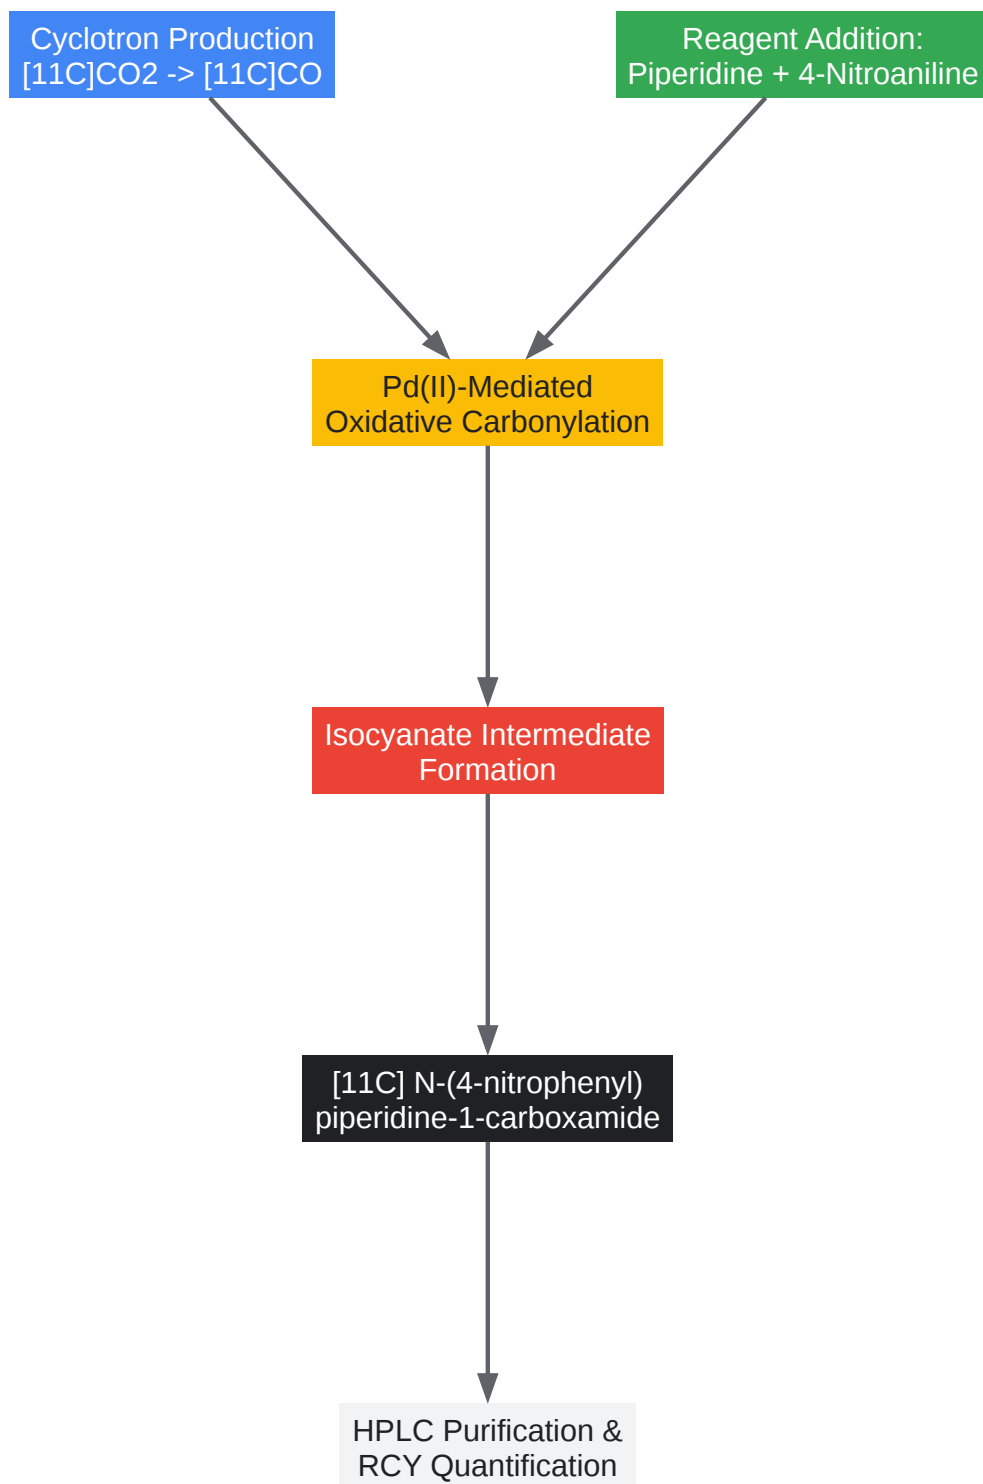 Cyclotron Production
[11C]CO2 -> [11C]CO
Reagent Addition:
Piperidine + 4-Nitroaniline
Pd(II)-Mediated
Oxidative Carbonylation
Isocyanate Intermediate
Formation
[11C] N-(4-nitrophenyl)
piperidine-1-carboxamide
HPLC Purification &
RCY Quantification